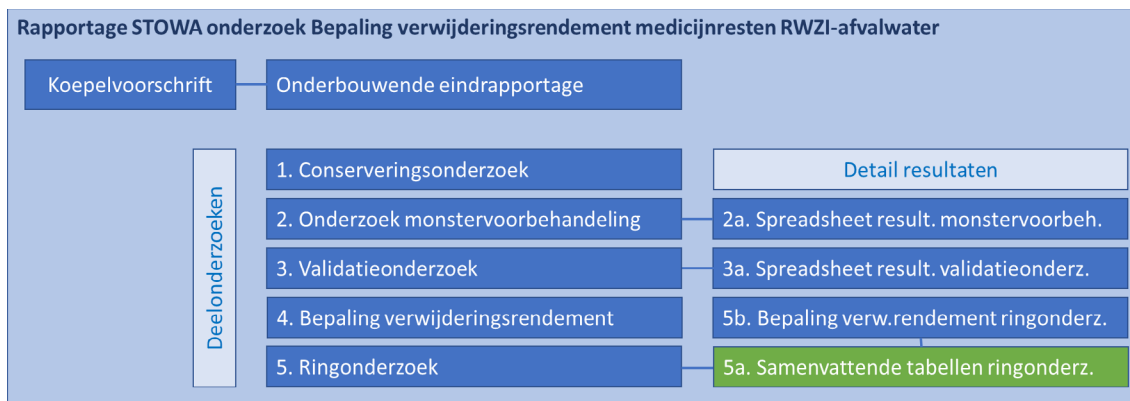 Rapportage STOWA onderzoek Bepaling verwijderingsrendement medicijnresten RWZI-afvalwater
Koepelvoorschrift
Onderbouwende eindrapportage
Deelonderzoeken
1. Conserveringsonderzoek
Detail resultaten
2. Onderzoek monstervoorbehandeling
2a. Spreadsheet result. monstervoorbeh.
3. Validatieonderzoek
3a. Spreadsheet result. validatieonderz.
4. Bepaling verwijderingsrendement
5b. Bepaling verw.rendement ringonderz.
5. Ringonderzoek
5a. Samenvattende tabellen ringonderz.